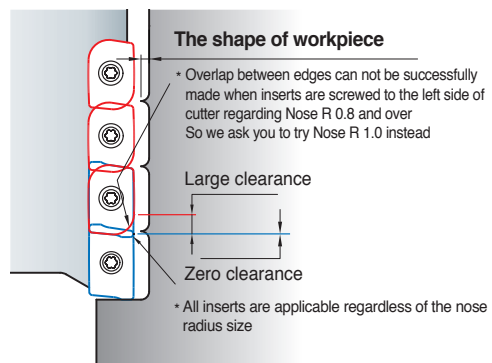 The shape of workpiece
* Overlap between edges can not be successfully
made when inserts are screwed to the left side of
cutter regarding Nose R 0.8 and over
So we ask you to try Nose R 1.0 instead
Large clearance
Zero clearance
* All inserts are applicable regardless of the nose
radius size